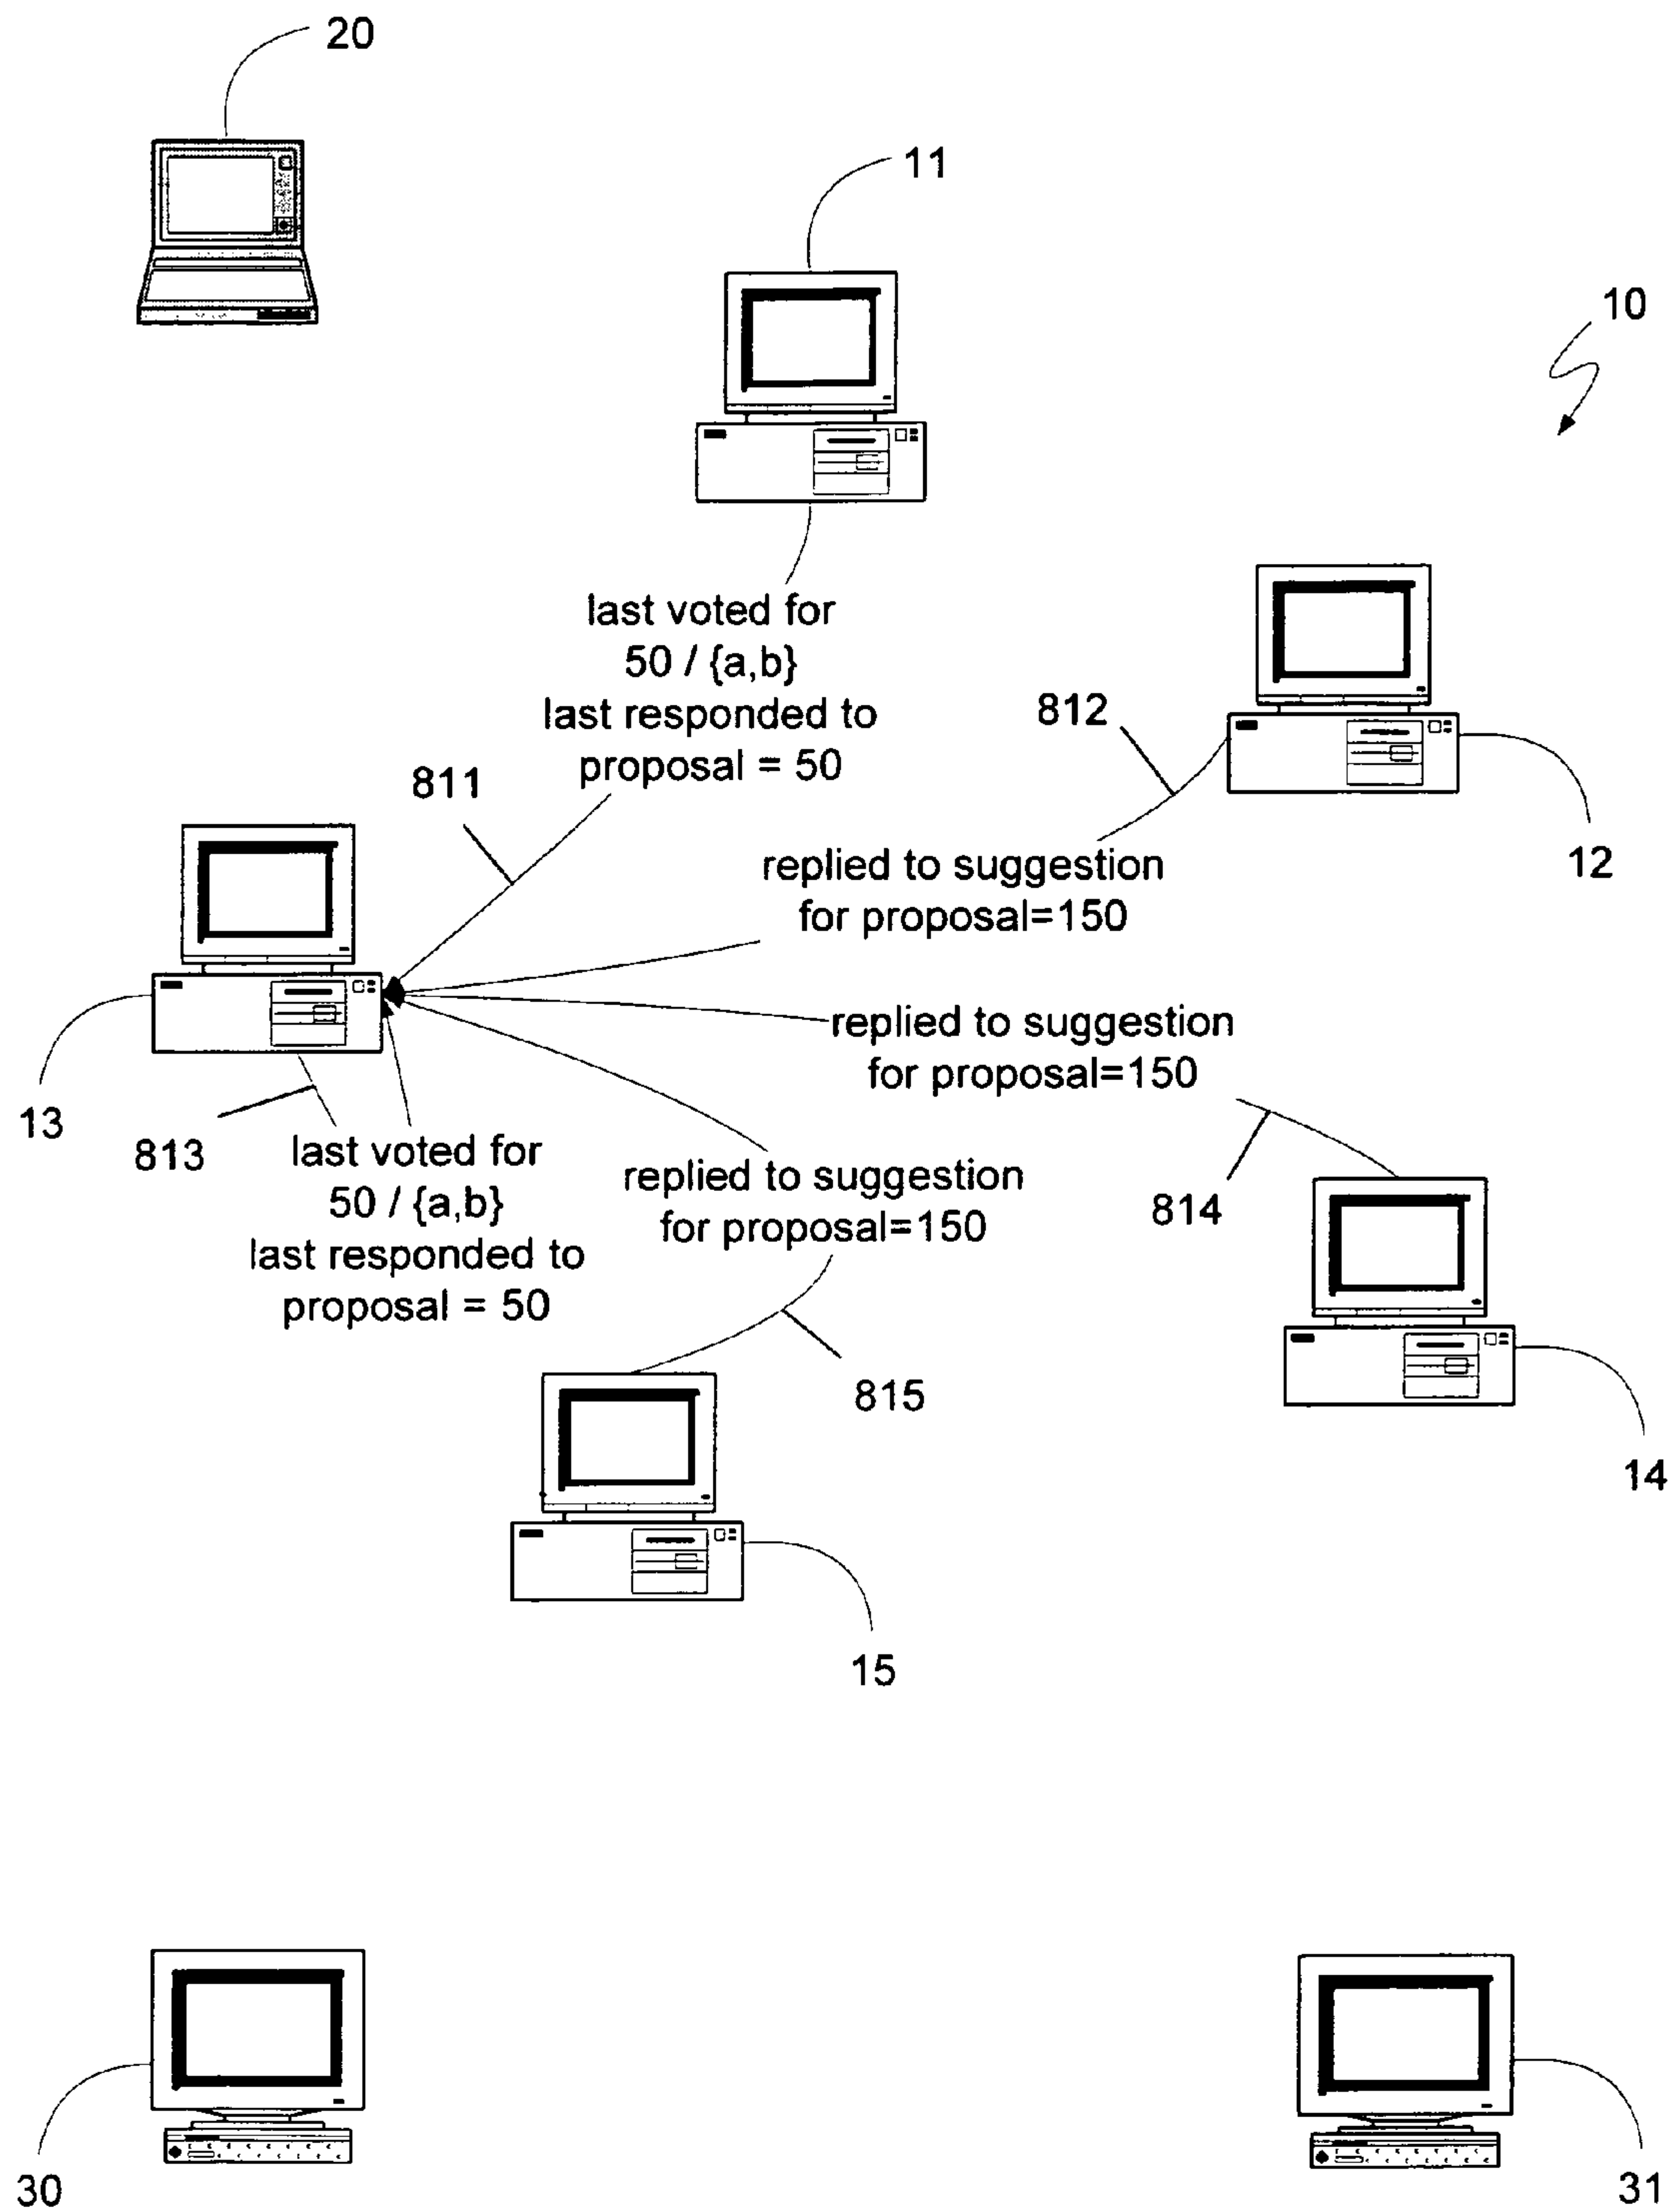 20
11
10
last voted for
50 / {a,b}
last responded to
proposal = 50
812
811
12
replied to suggestion
for proposal=150
replied to suggestion
for proposal=150
13
813
last voted for
50 / {a,b}
last responded to
proposal = 50
replied to suggestion
for proposal=150
814
815
14
15
30
31